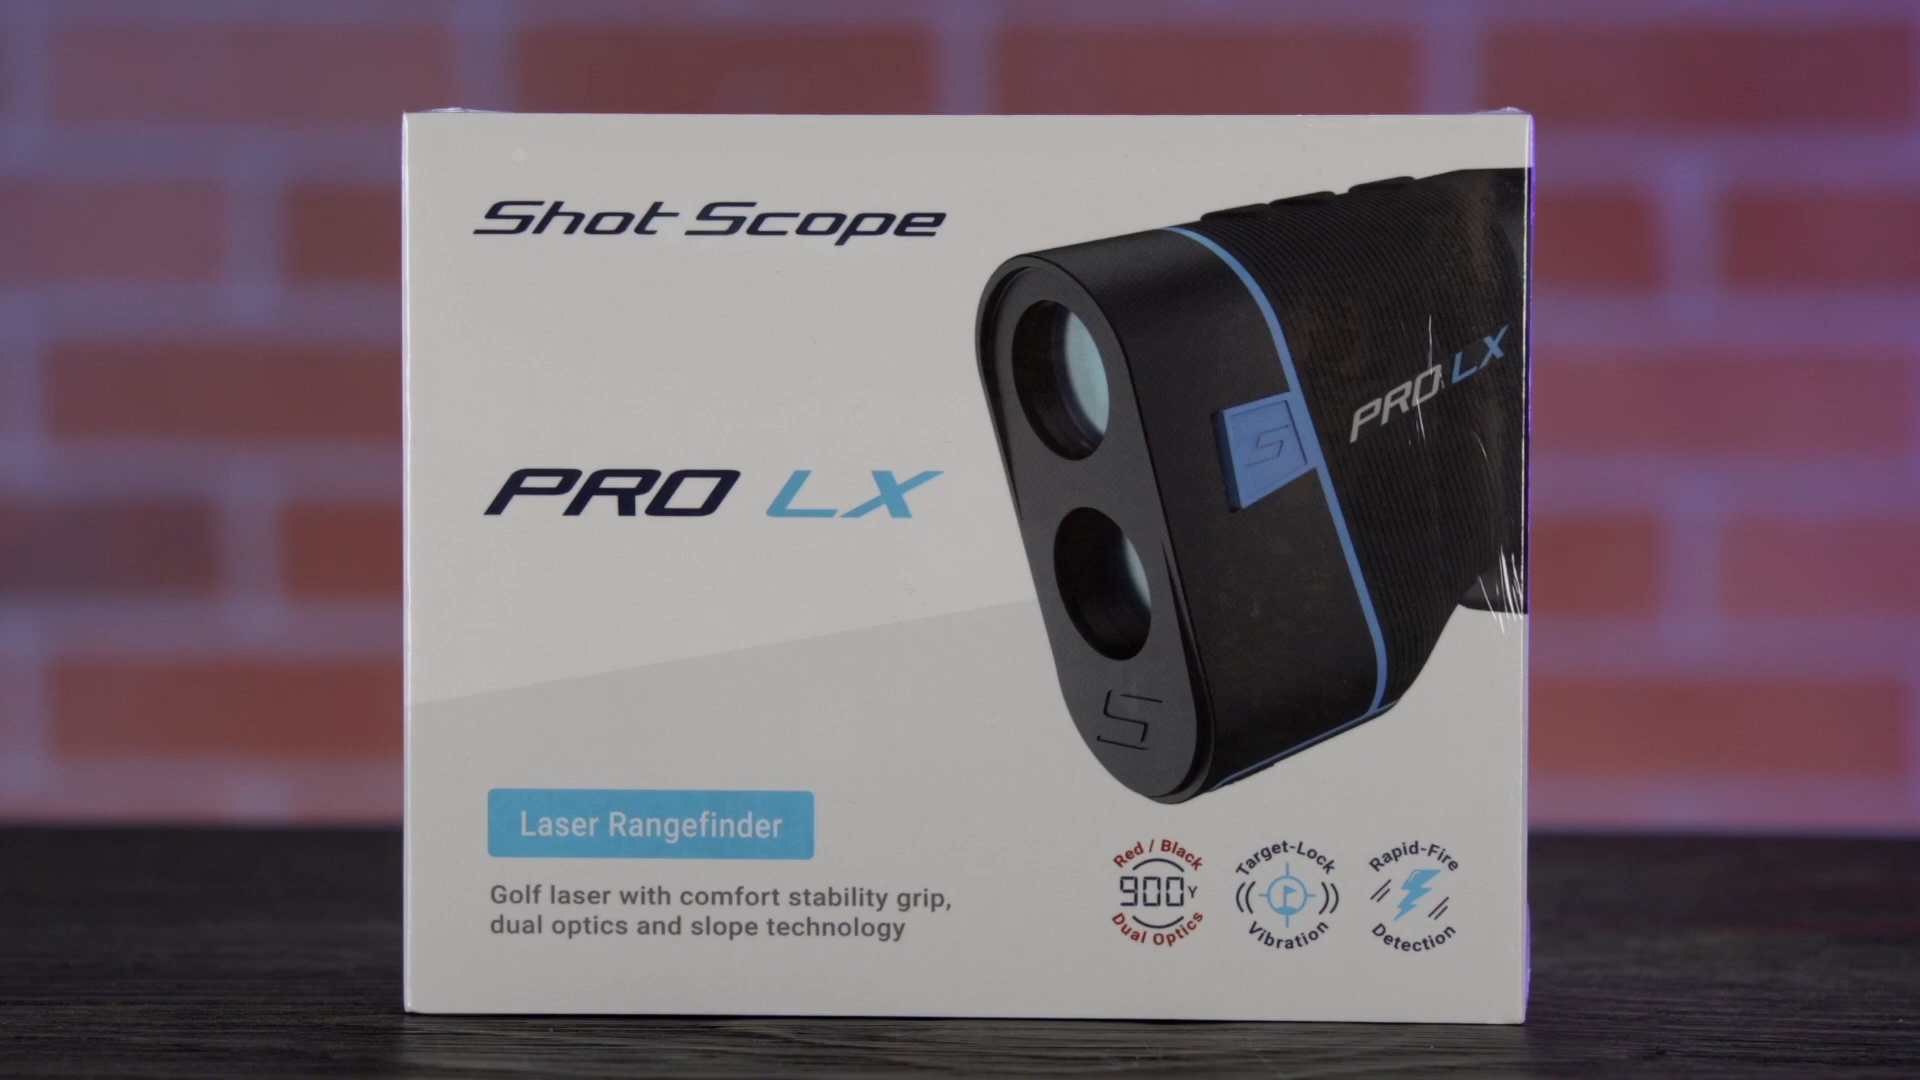 Shot Scope
PRO LX
PRO LX
Laser Rangefinder
Golf laser with comfort stability grip,
dual optics and slope technology
Red / Black
900Y
Dual Optics
Target-Lock
Vibration
Rapid-Fire
Detection